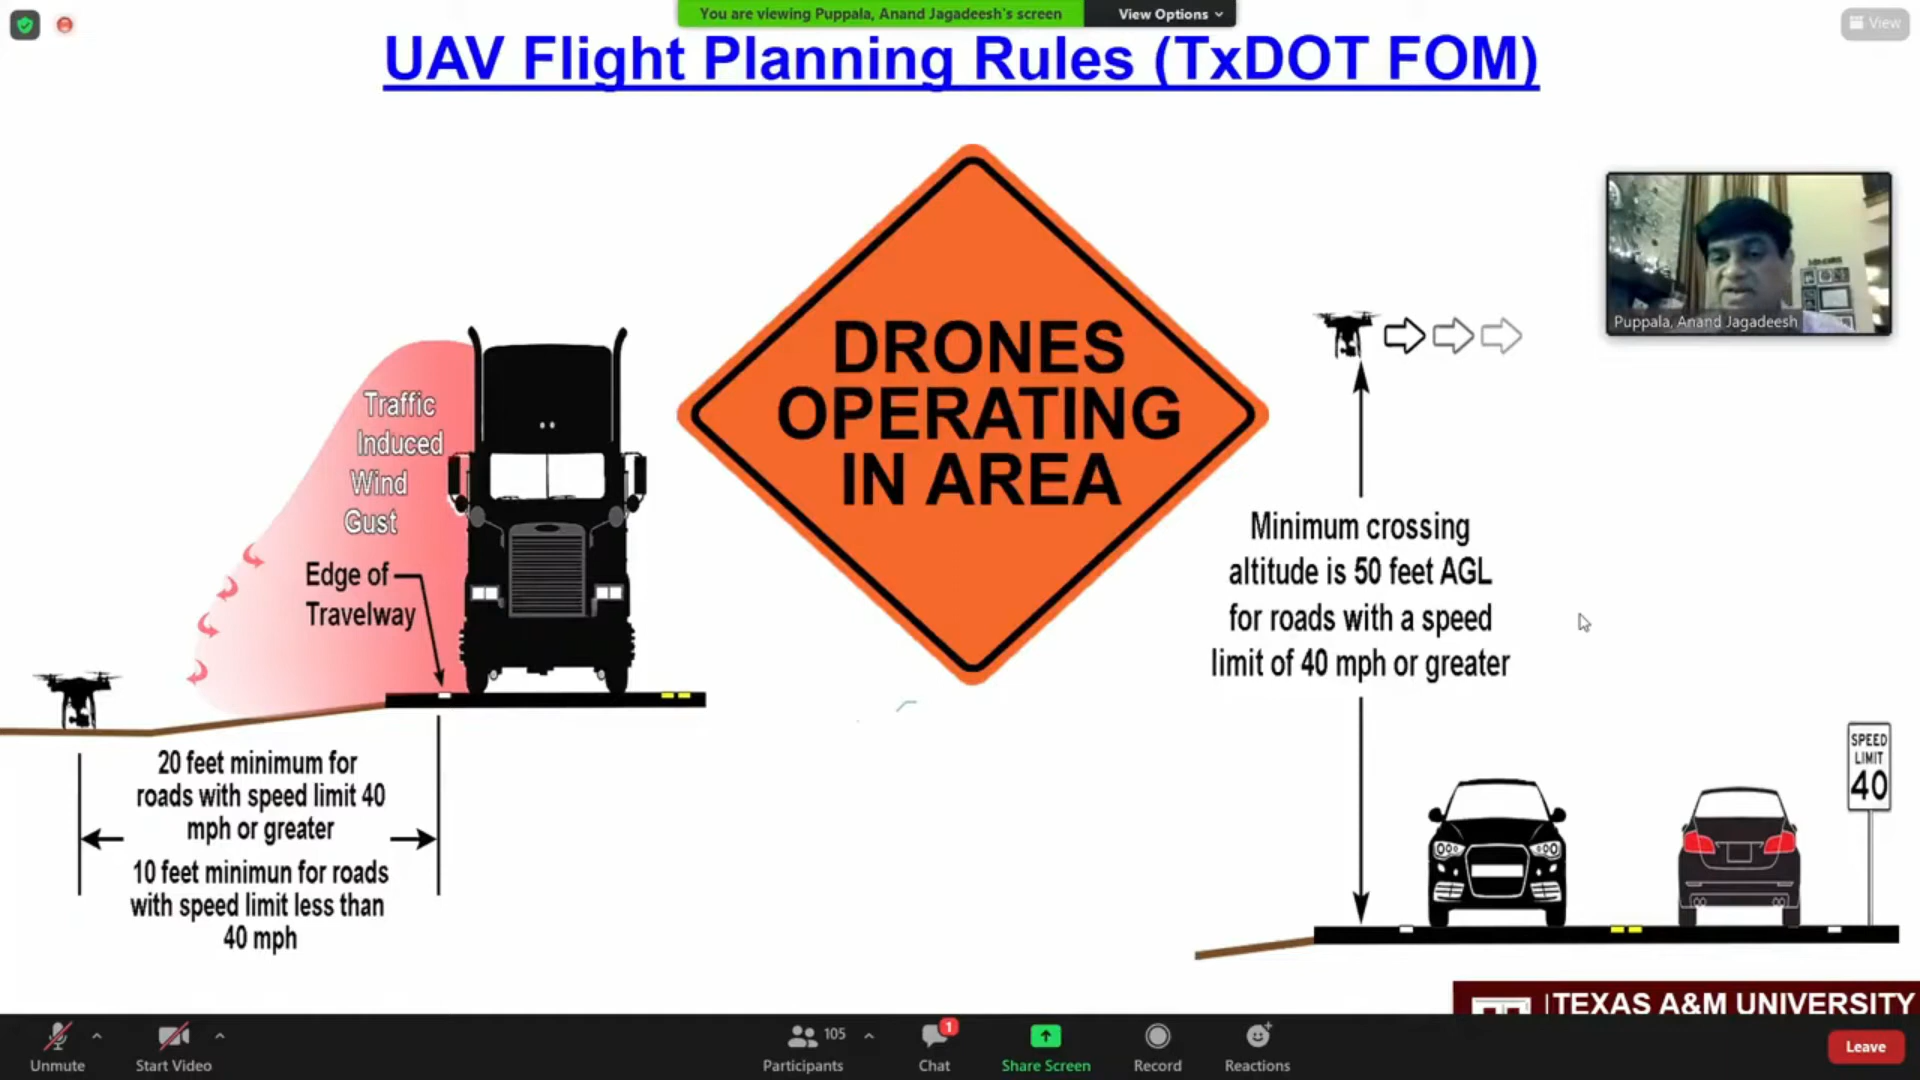 You are viewing Puppala, Anand Jagadeesh's screen
View Options
View
UAV Flight Planning Rules (TxDOT FOM)
DRONES
OPERATING
IN AREA
Puppala, Anand Jagadeesh
Traffic
Induced
Wind
Gust
Edge of
Travelway
20 feet minimum for
roads with speed limit 40
mph or greater
10 feet minimun for roads
with speed limit less than
40 mph
Minimum crossing
altitude is 50 feet AGL
for roads with a speed
limit of 40 mph or greater
SPEED
LIMIT
40
TEXAS A&M UNIVERSITY
Unmute
Start Video
105
Participants
1
Chat
Share Screen
Record
Reactions
Leave